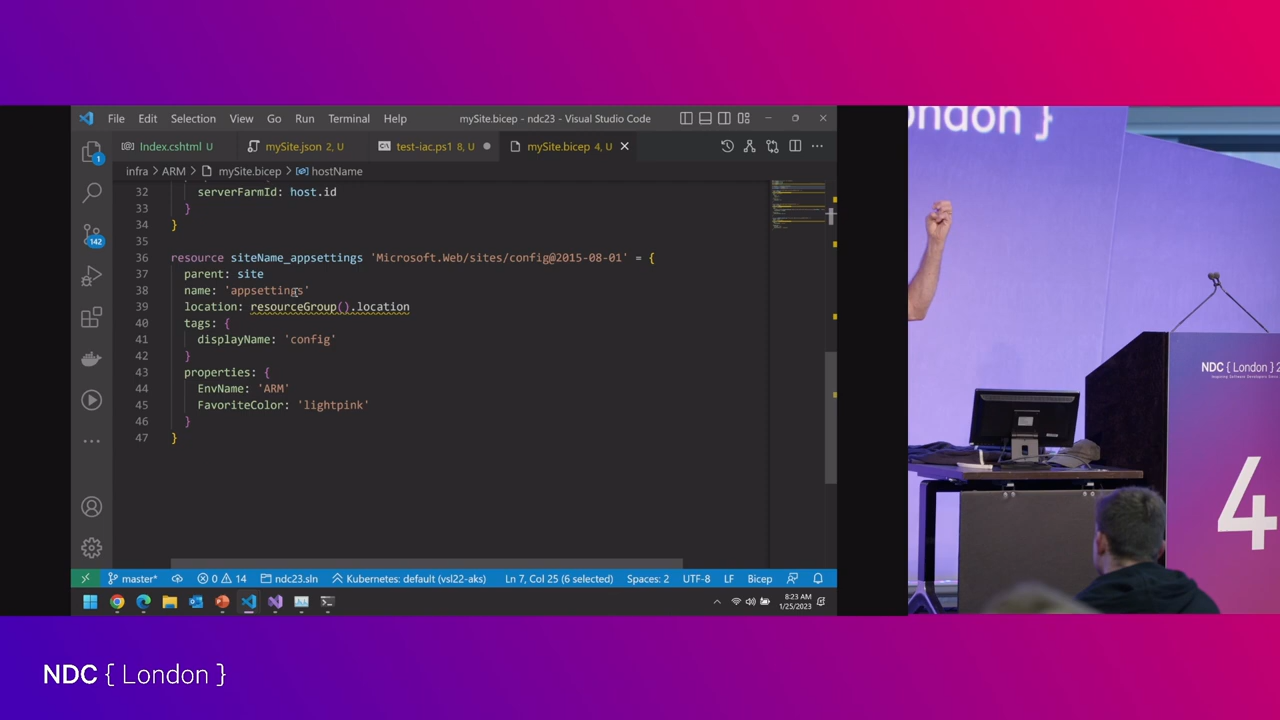 File Edit Selection View Go Run Terminal Help mySite.bicep - ndc23 - Visual Studio Code
Index.cshtml U mySite.json 2, U test-iac.ps1 8, U mySite.bicep 4, U
infra > ARM > mySite.bicep > hostName
32 serverFarmId: host.id
33 }
34 }
35
36 resource siteName_appsettings 'Microsoft.Web/sites/config@2015-08-01' = {
37 parent: site
38 name: 'appsettings'
39 location: resourceGroup().location
40 tags: {
41 displayName: 'config'
42 }
43 properties: {
44 EnvName: 'ARM'
45 FavoriteColor: 'lightpink'
46 }
47 }
1
142
master* 0 14 ndc23.sln Kubernetes: default (vsl22-aks) Ln 7, Col 25 (6 selected) Spaces: 2 UTF-8 LF Bicep
8:23 AM
1/25/2023
ondon }
NDC { London } 2
4
NDC { London }